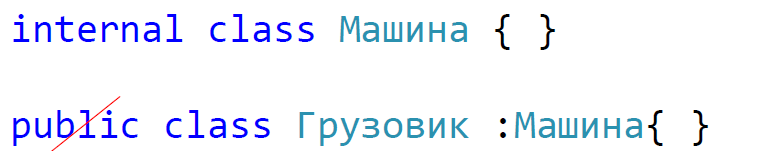 internal class Машина { }
public class Грузовик :Машина{ }